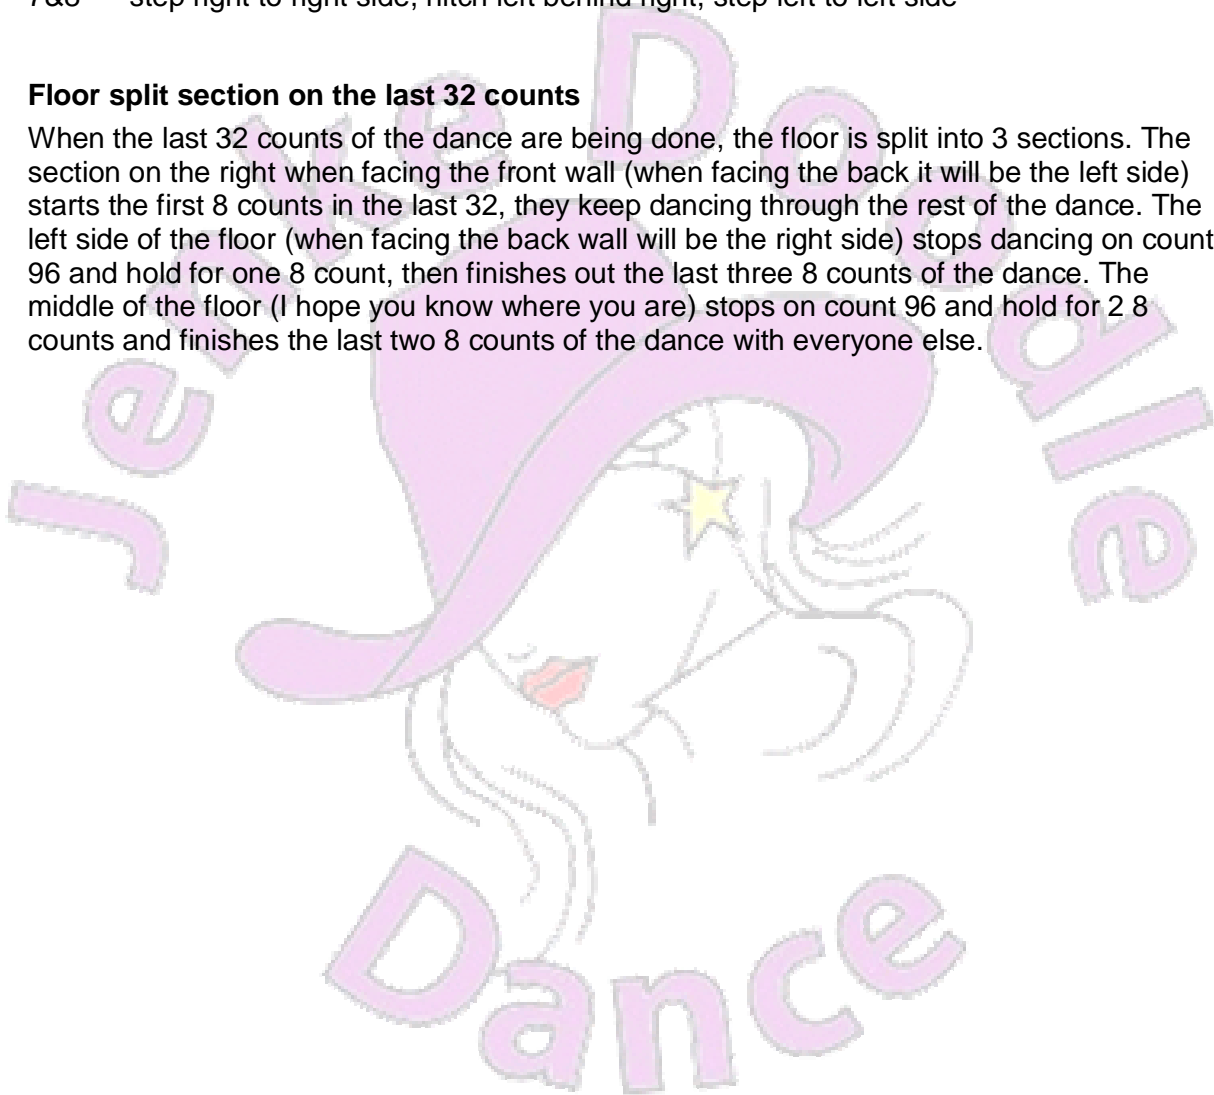 7&8 step right to right side, hitch left behind right, step left to left side
Floor split section on the last 32 counts
When the last 32 counts of the dance are being done, the floor is split into 3 sections. The
section on the right when facing the front wall (when facing the back it will be the left side)
starts the first 8 counts in the last 32, they keep dancing through the rest of the dance. The
left side of the floor (when facing the back wall will be the right side) stops dancing on count
96 and hold for one 8 count, then finishes out the last three 8 counts of the dance. The
middle of the floor (I hope you know where you are) stops on count 96 and hold for 2 8
counts and finishes the last two 8 counts of the dance with everyone else.
Jenke Doodle
Dance